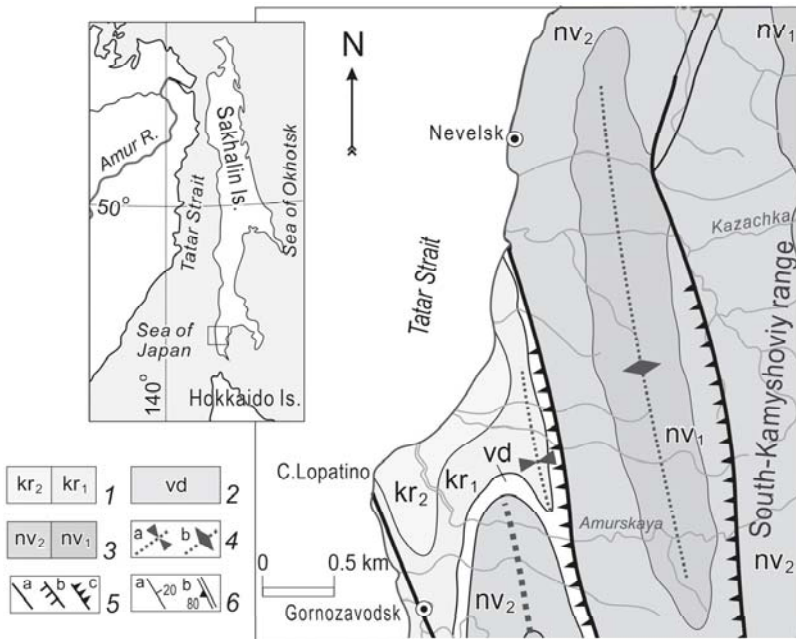 Amur R.
Sakhalin Is.
Sea of Okhotsk
50°
Tatar Strait
Sea of
Japan
140°
Hokkaido Is.
N
nv₂
nv₁
Nevelsk
Kazachka
Tatar Strait
South-Kamyshoviy range
nv₁
C.Lopatino
vd
kr₂
kr₁
Amurskaya
nv₂
nv₂
0 0.5 km
Gornozavodsk
kr₂ kr₁ 1
vd 2
nv₂ nv₁ 3
a b 4
a b c 5
a 20 b 80 6